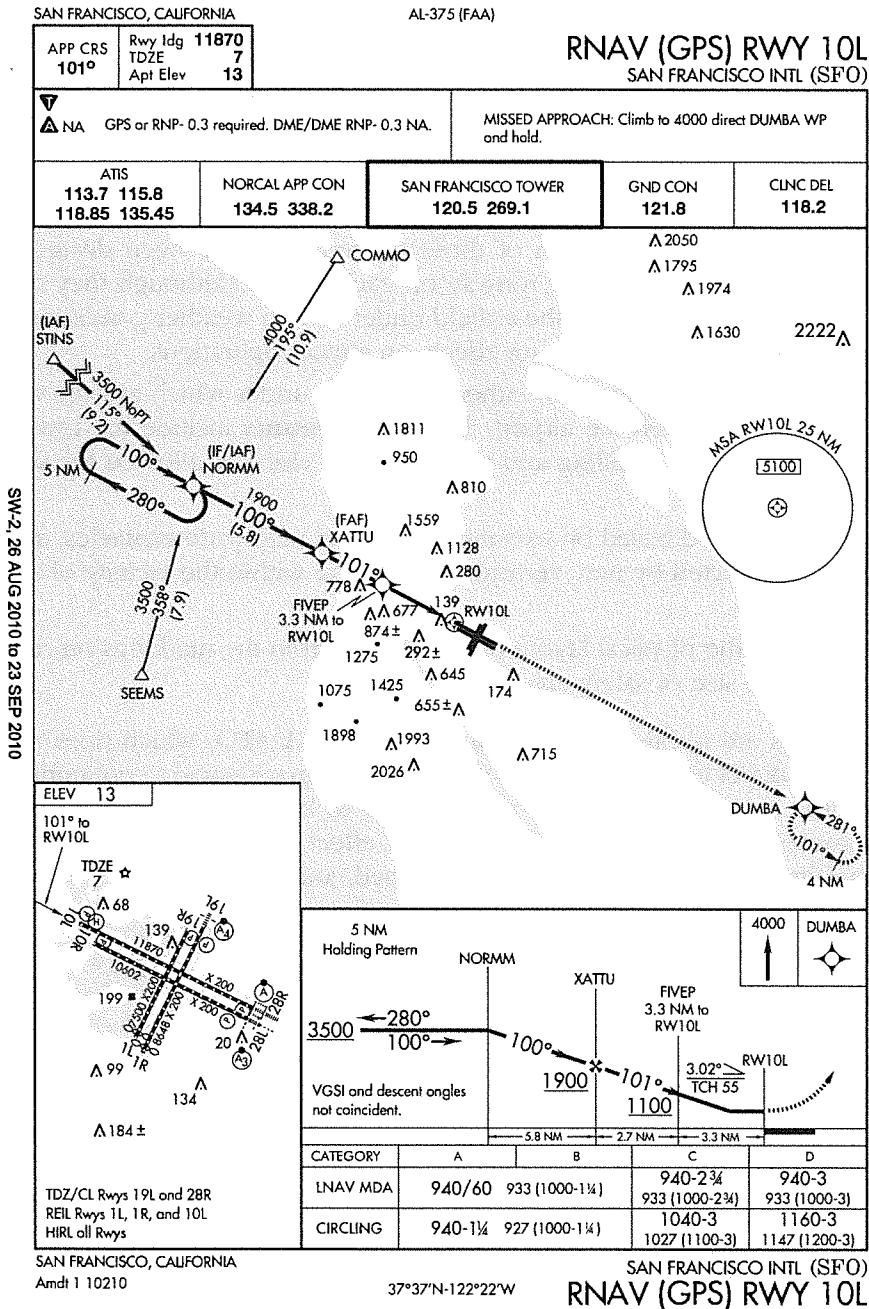 SAN FRANCISCO, CALIFORNIA
AL-375 (FAA)
APP CRS
101°
Rwy ldg 11870
TDZE 7
Apt Elev 13
RNAV (GPS) RWY 10L
SAN FRANCISCO INTL (SFO)
T
A NA GPS or RNP- 0.3 required. DME/DME RNP- 0.3 NA.
MISSED APPROACH: Climb to 4000 direct DUMBA WP
and hold.
ATIS
113.7 115.8
118.85 135.45
NORCAL APP CON
134.5 338.2
SAN FRANCISCO TOWER
120.5 269.1
GND CON
121.8
CLNC DEL
118.2
2050
1795
1974
1630
2222
COMMO
4000
195°
(10.9)
(IAF)
STINS
3500 NoPT
115°
(9.2)
5 NM
100°
280°
(IF/IAF)
NORMM
1900
100°
(5.8)
(FAF)
XATTU
101°
3500
358°
(7.9)
SEEMS
1811
950
810
1559
1128
280
778
FIVEP
3.3 NM to
RW10L
677
139
RW10L
874±
292±
1275
645
174
1075
1425
655±
1898
1993
2026
715
MSA RW10L 25 NM
5100
DUMBA
281°
101°
4 NM
SW-2, 26 AUG 2010 to 23 SEP 2010
ELEV 13
101° to
RW10L
TDZE
7
68
139
10L
10R
19R
19L
11870 X 200
10602 X 200
7500 X 200
8648 X 200
199
1L
1R
28R
28L
A4
A
A3
20
99
134
184±
TDZ/CL Rwys 19L and 28R
REIL Rwys 1L, 1R, and 10L
HIRL all Rwys
5 NM
Holding Pattern
NORMM
XATTU
FIVEP
3.3 NM to
RW10L
4000
DUMBA
3500
280°
100°
100°
1900
101°
1100
3.02°
TCH 55
RW10L
VGSI and descent angles
not coincident.
5.8 NM
2.7 NM
3.3 NM
CATEGORY A B C D
LNAV MDA 940/60 933 (1000-1¼) 940-2¾ 933 (1000-2¾) 940-3 933 (1000-3)
CIRCLING 940-1¼ 927 (1000-1¼) 1040-3 1027 (1100-3) 1160-3 1147 (1200-3)
SAN FRANCISCO, CALIFORNIA
Amdt 1 10210
37°37'N-122°22'W
SAN FRANCISCO INTL (SFO)
RNAV (GPS) RWY 10L